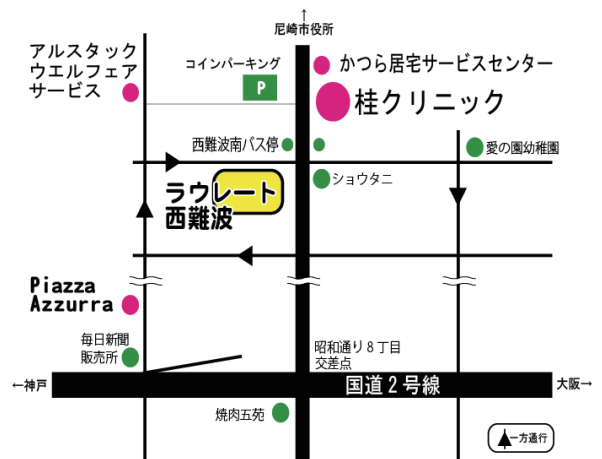 ↑
尼崎市役所
アルスタック
ウエルフェア
サービス
コインパーキング
P
かつら居宅サービスセンター
桂クリニック
西難波南バス停
愛の園幼稚園
ショウタニ
ラウレート
西難波
Piazza
Azzurra
毎日新聞
販売所
昭和通り8丁目
交差点
←神戸
国道2号線
大阪→
焼肉五苑
一方通行